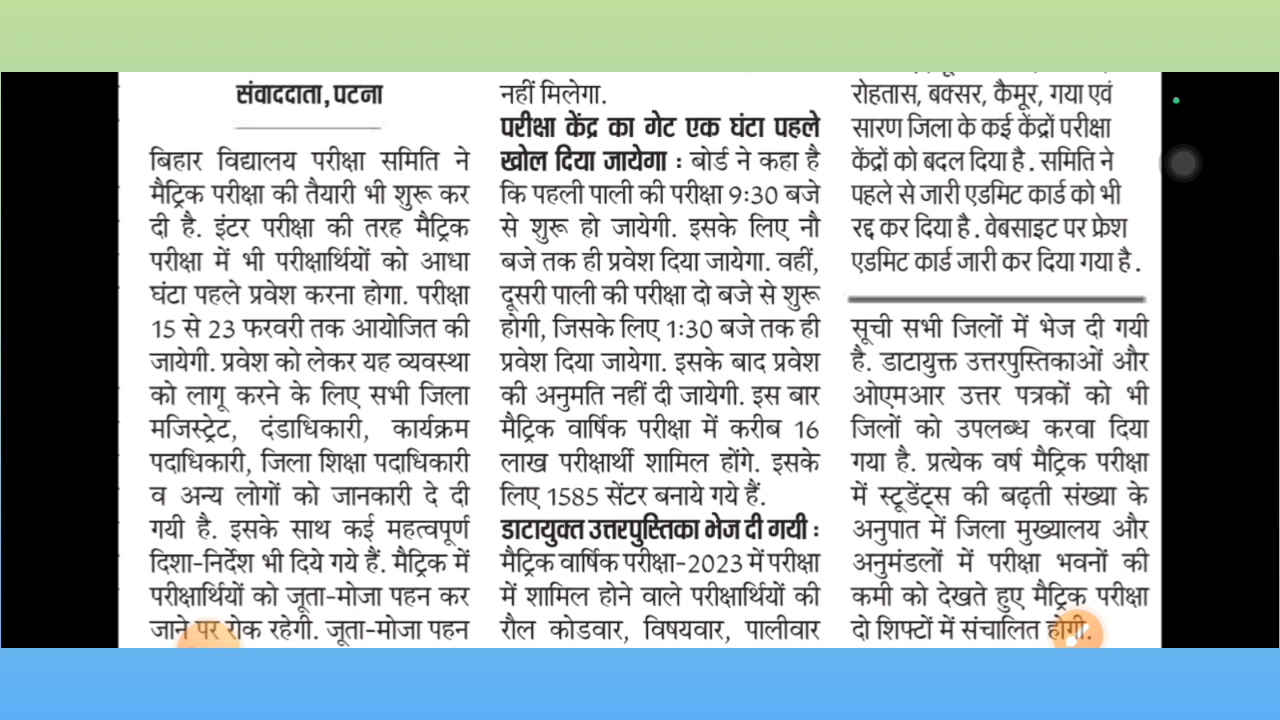 संवाददाता, पटना
बिहार विद्यालय परीक्षा समिति ने
मैट्रिक परीक्षा की तैयारी भी शुरू कर
दी है. इंटर परीक्षा की तरह मैट्रिक
परीक्षा में भी परीक्षार्थियों को आधा
घंटा पहले प्रवेश करना होगा. परीक्षा
15 से 23 फरवरी तक आयोजित की
जायेगी. प्रवेश को लेकर यह व्यवस्था
को लागू करने के लिए सभी जिला
मजिस्ट्रेट, दंडाधिकारी, कार्यक्रम
पदाधिकारी, जिला शिक्षा पदाधिकारी
व अन्य लोगों को जानकारी दे दी
गयी है. इसके साथ कई महत्वपूर्ण
दिशा-निर्देश भी दिये गये हैं. मैट्रिक में
परीक्षार्थियों को जूता-मोजा पहन कर
जाने पर रोक रहेगी. जूता-मोजा पहन
नहीं मिलेगा.
परीक्षा केंद्र का गेट एक घंटा पहले
खोल दिया जायेगा : बोर्ड ने कहा है
कि पहली पाली की परीक्षा 9:30 बजे
से शुरू हो जायेगी. इसके लिए नौ
बजे तक ही प्रवेश दिया जायेगा. वहीं,
दूसरी पाली की परीक्षा दो बजे से शुरू
होगी, जिसके लिए 1:30 बजे तक ही
प्रवेश दिया जायेगा. इसके बाद प्रवेश
की अनुमति नहीं दी जायेगी. इस बार
मैट्रिक वार्षिक परीक्षा में करीब 16
लाख परीक्षार्थी शामिल होंगे. इसके
लिए 1585 सेंटर बनाये गये हैं.
डाटायुक्त उत्तरपुस्तिका भेज दी गयी :
मैट्रिक वार्षिक परीक्षा-2023 में परीक्षा
में शामिल होने वाले परीक्षार्थियों की
रौल कोडवार, विषयवार, पालीवार
रोहतास, बक्सर, कैमूर, गया एवं
सारण जिला के कई केंद्रों परीक्षा
केंद्रों को बदल दिया है . समिति ने
पहले से जारी एडमिट कार्ड को भी
रद्द कर दिया है . वेबसाइट पर फ्रेश
एडमिट कार्ड जारी कर दिया गया है .
सूची सभी जिलों में भेज दी गयी
है. डाटायुक्त उत्तरपुस्तिकाओं और
ओएमआर उत्तर पत्रकों को भी
जिलों को उपलब्ध करवा दिया
गया है. प्रत्येक वर्ष मैट्रिक परीक्षा
में स्टूडेंट्स की बढ़ती संख्या के
अनुपात में जिला मुख्यालय और
अनुमंडलों में परीक्षा भवनों की
कमी को देखते हुए मैट्रिक परीक्षा
दो शिफ्टों में संचालित होगी.